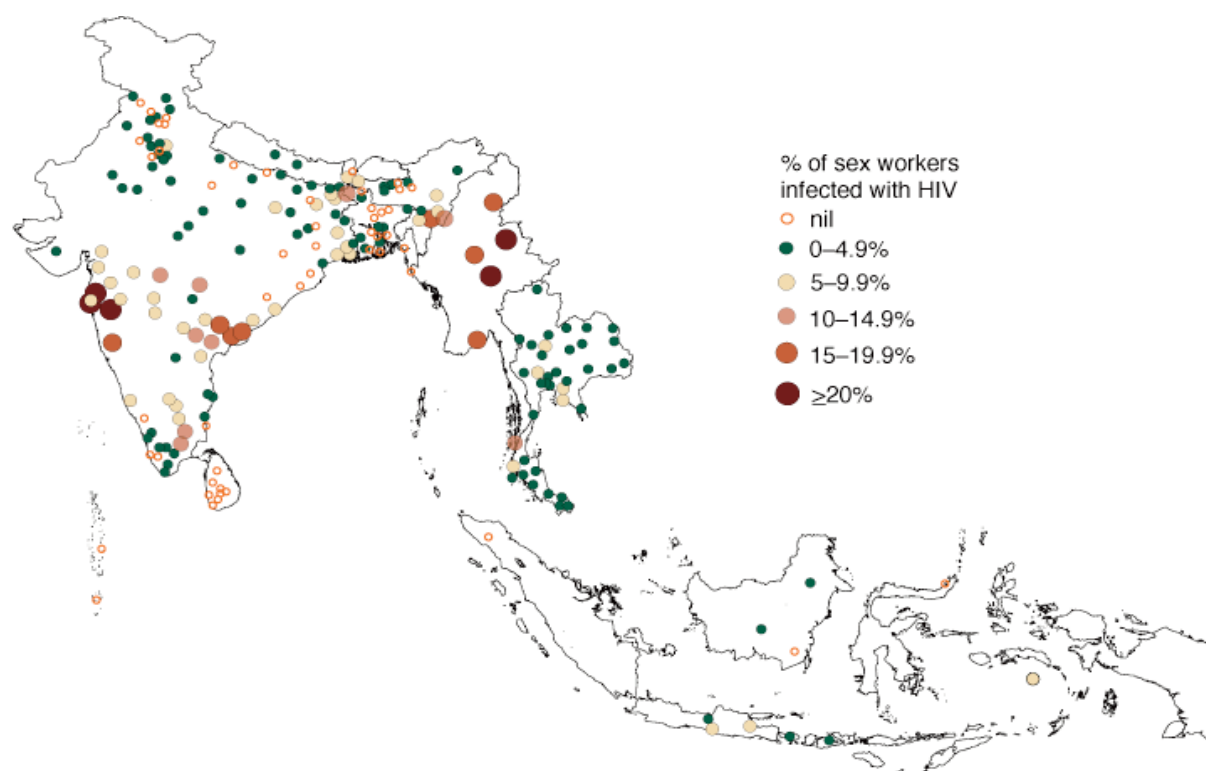 % of sex workers
infected with HIV
nil
0–4.9%
5–9.9%
10–14.9%
15–19.9%
≥20%